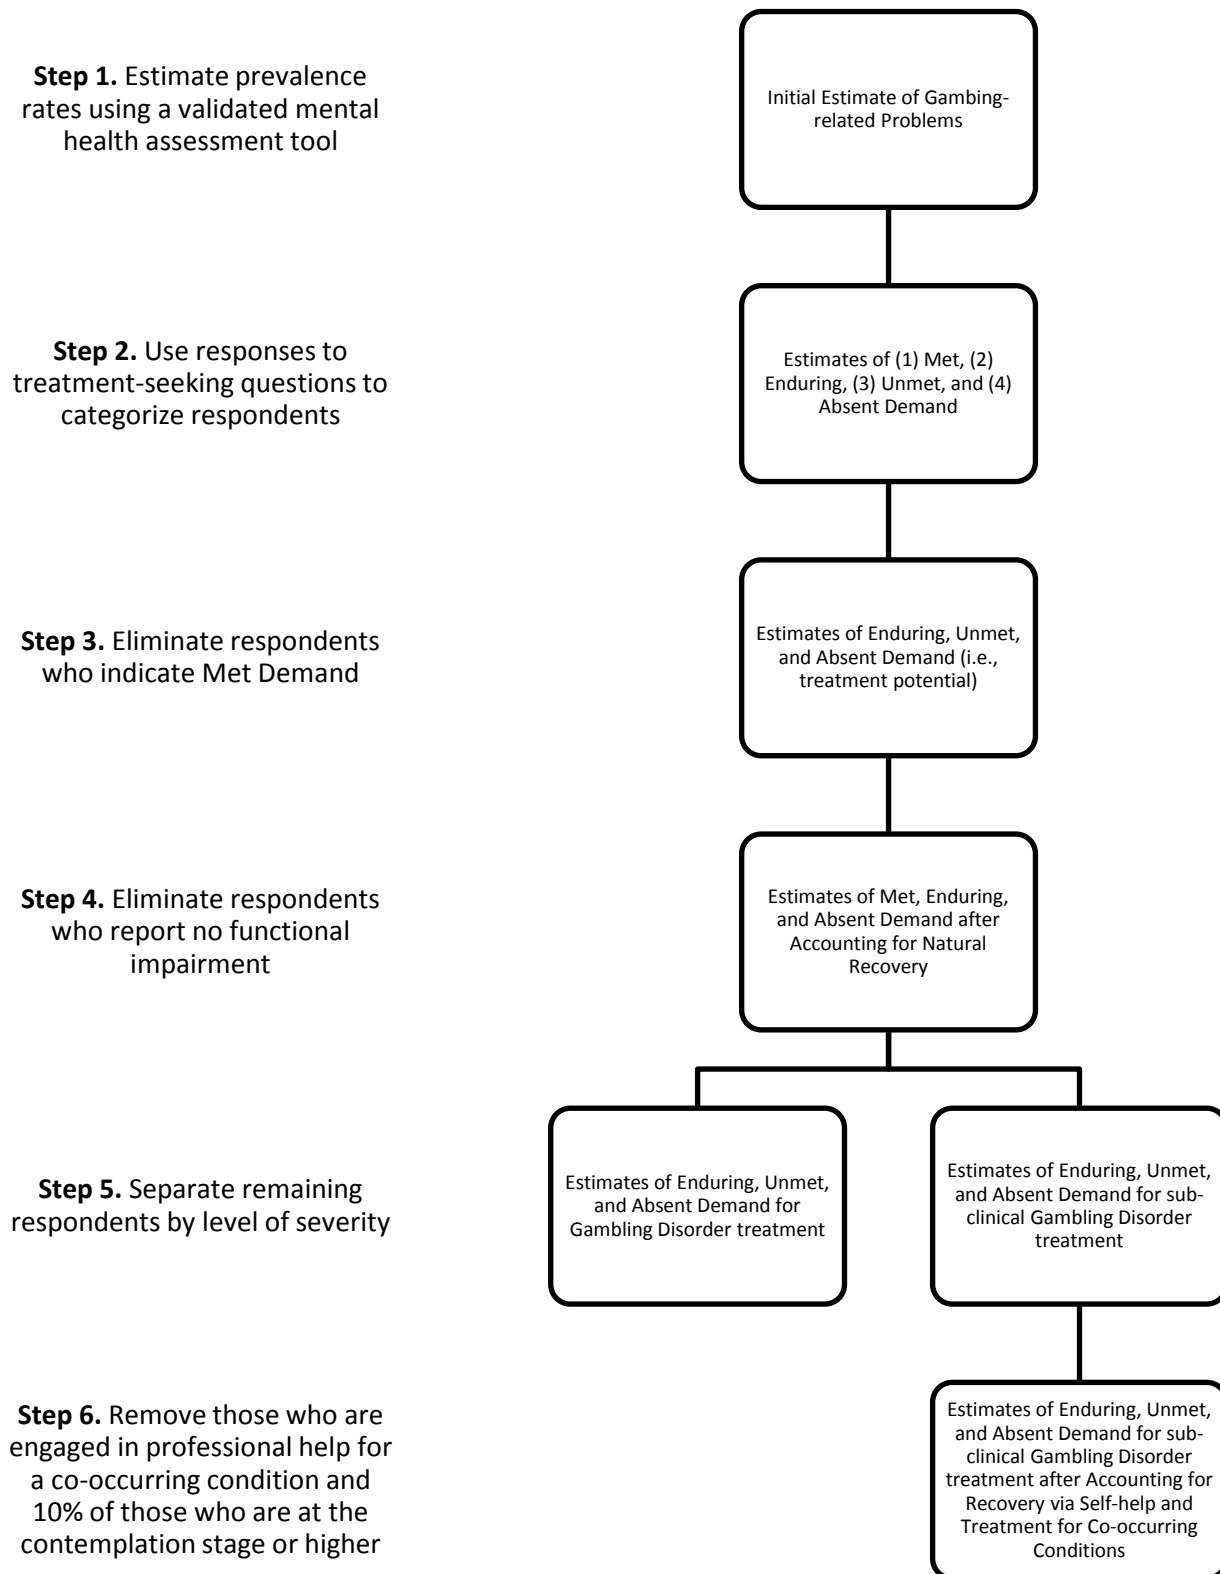 Step 1. Estimate prevalence
rates using a validated mental
health assessment tool
Initial Estimate of Gambing-
related Problems
Step 2. Use responses to
treatment-seeking questions to
categorize respondents
Estimates of (1) Met, (2)
Enduring, (3) Unmet, and (4)
Absent Demand
Step 3. Eliminate respondents
who indicate Met Demand
Estimates of Enduring, Unmet,
and Absent Demand (i.e.,
treatment potential)
Step 4. Eliminate respondents
who report no functional
impairment
Estimates of Met, Enduring,
and Absent Demand after
Accounting for Natural
Recovery
Step 5. Separate remaining
respondents by level of severity
Estimates of Enduring, Unmet,
and Absent Demand for
Gambling Disorder treatment
Estimates of Enduring, Unmet,
and Absent Demand for sub-
clinical Gambling Disorder
treatment
Step 6. Remove those who are
engaged in professional help for
a co-occurring condition and
10% of those who are at the
contemplation stage or higher
Estimates of Enduring, Unmet,
and Absent Demand for sub-
clinical Gambling Disorder
treatment after Accounting for
Recovery via Self-help and
Treatment for Co-occurring
Conditions